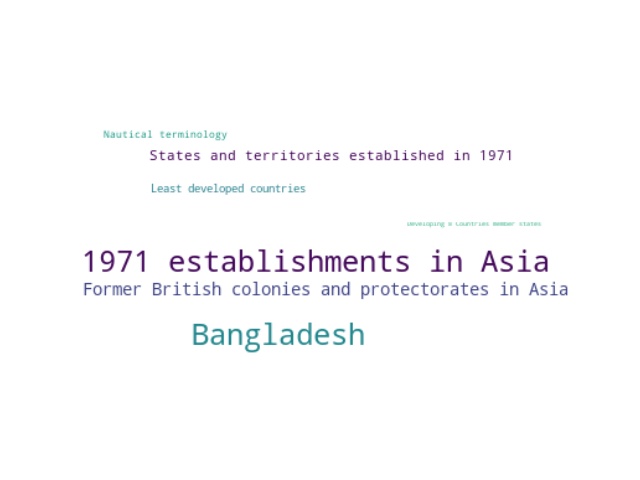 Nautical terminology
States and territories established in 1971
Least developed countries
Developing 8 Countries member states
1971 establishments in Asia
Former British colonies and protectorates in Asia
Bangladesh